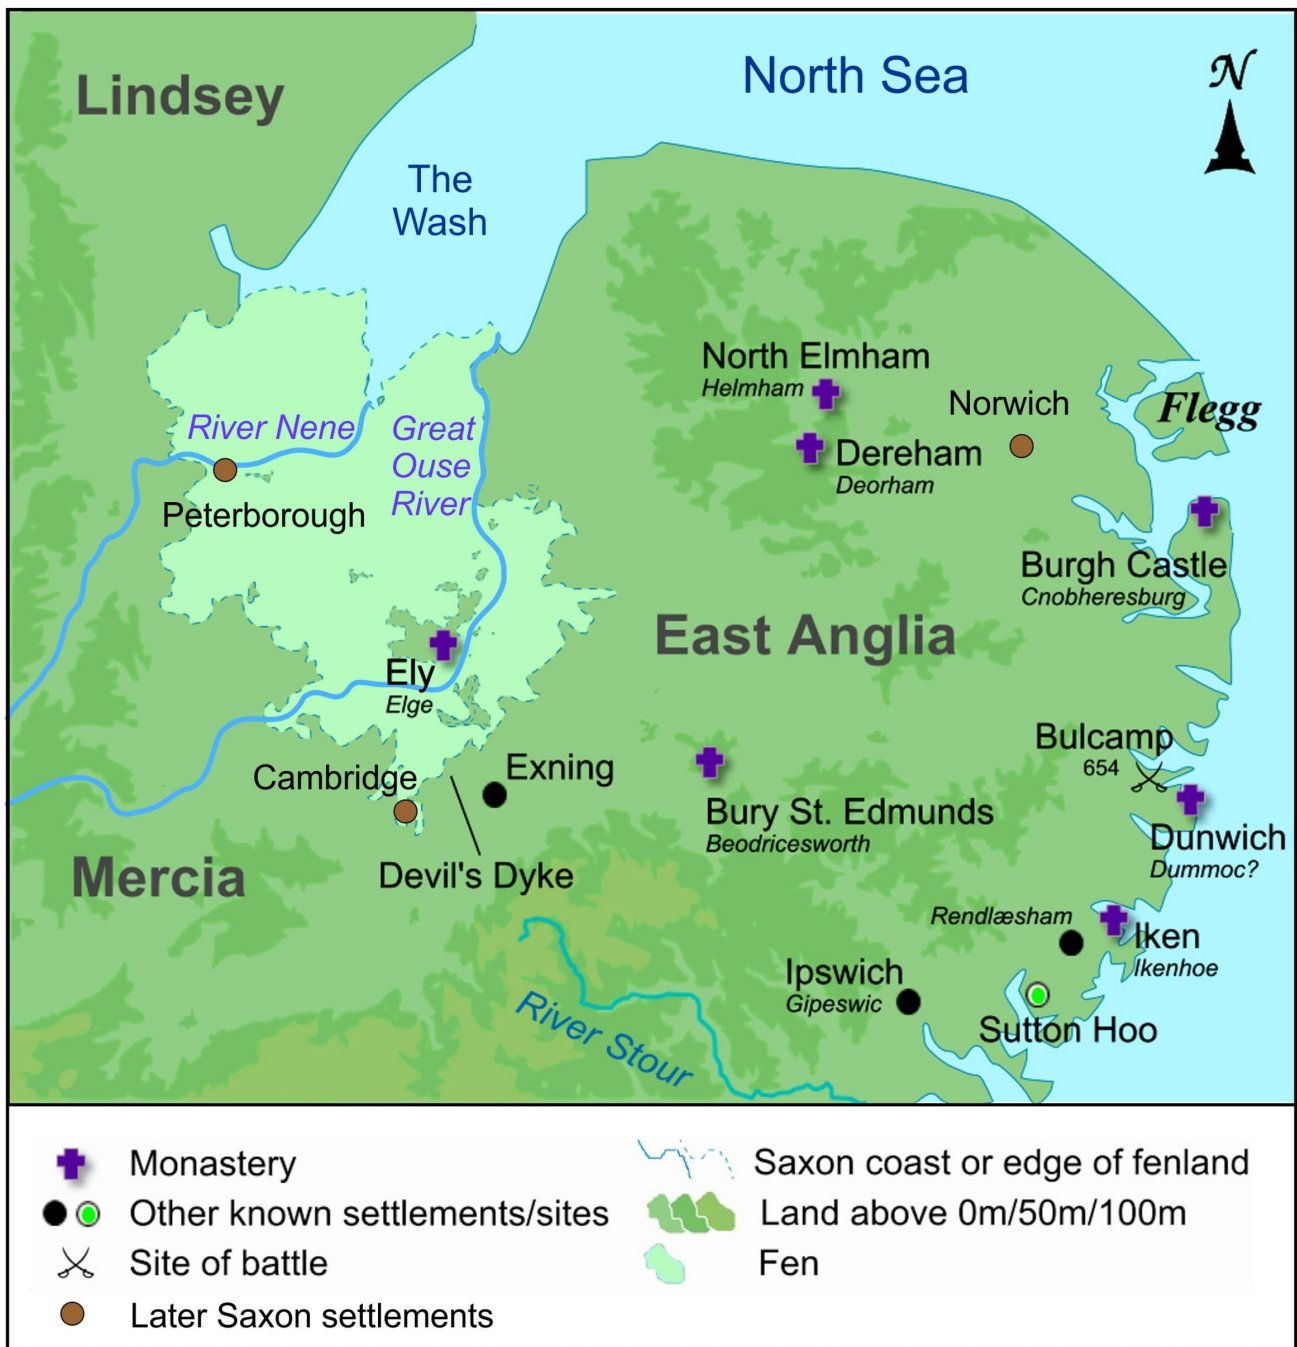 Lindsey
North Sea
N
The
Wash
North Elmham
Helmham
Norwich
Flegg
River Nene
Great
Ouse
River
Dereham
Deorham
Peterborough
Burgh Castle
Cnobheresburg
East Anglia
Ely
Elge
Bulcamp
654
Exning
Cambridge
Bury St. Edmunds
Beodricesworth
Dunwich
Dummoc?
Mercia
Devil's Dyke
Rendlæsham
Iken
Ikenhoe
Ipswich
Gipeswic
River Stour
Sutton Hoo
Monastery
Saxon coast or edge of fenland
Other known settlements/sites
Land above 0m/50m/100m
Site of battle
Fen
Later Saxon settlements